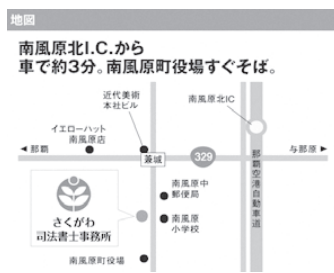 地図
南風原北I.C.から
車で約3分。南風原町役場すぐそば。
近代美術
本社ビル
南風原北IC
イエローハット
南風原店
◀那覇
兼城
329
与那原▶
那覇空港自動車道
南風原中
郵便局
さくがわ
司法書士事務所
南風原
小学校
南風原町役場